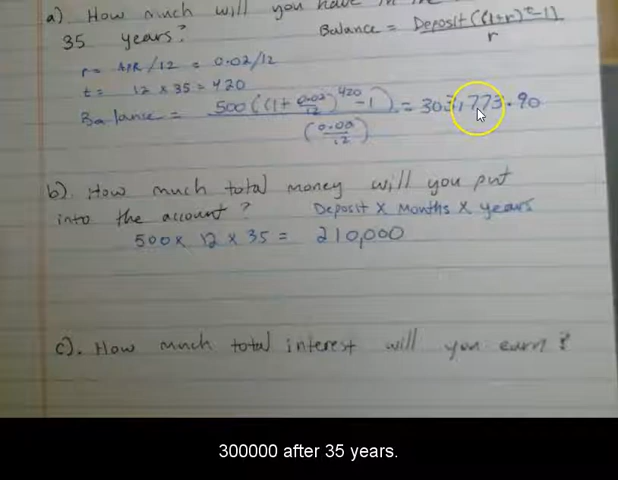 a) How much will you have in the
35 years?
Balance = Deposit((1+r)^t-1)
r
r = APR/12 = 0.02/12
t = 12 x 35 = 420
Balance = 500((1+0.02/12)^420-1) = 303,773.90
(0.02/12)
b). How much total money will you put
into the account? Deposit x Months x years
500 x 12 x 35 = 210,000
c). How much total interest will you earn?
300000 after 35 years.